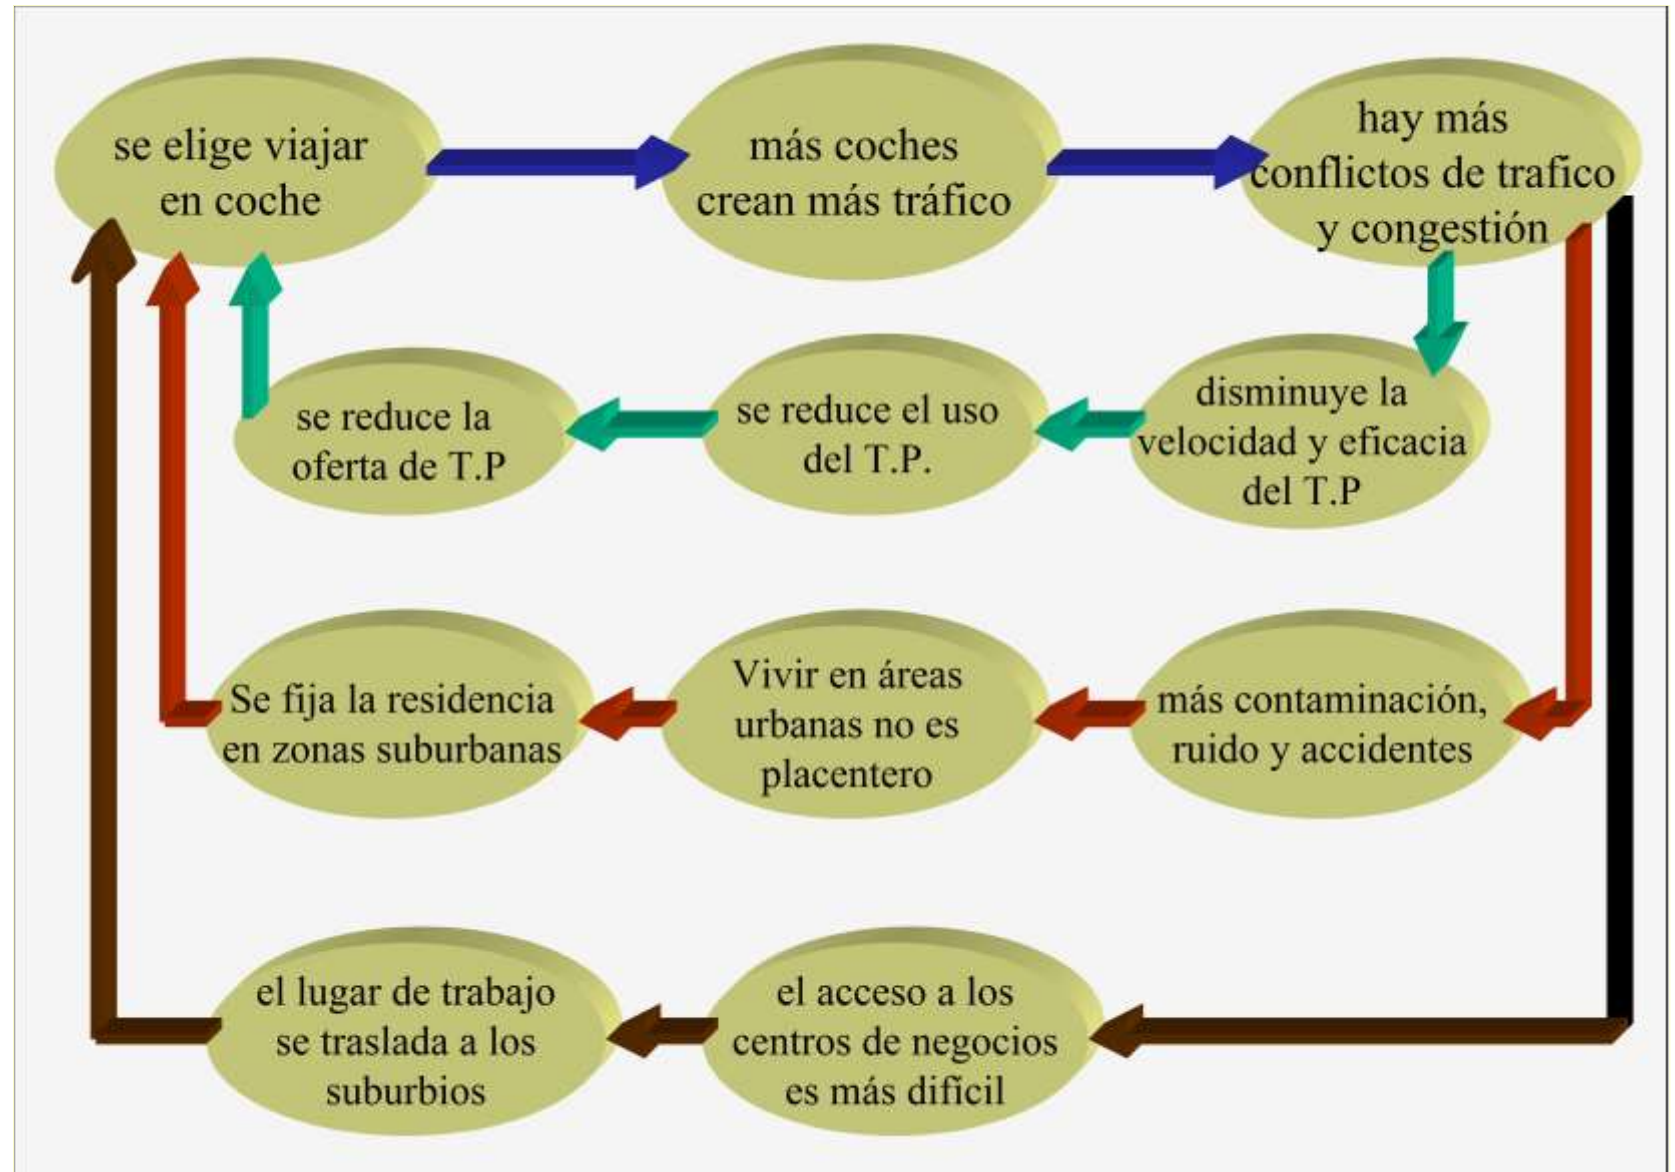 se elige viajar
en coche
más coches
crean más tráfico
hay más
conflictos de trafico
y congestión
disminuye la
velocidad y eficacia
del T.P
se reduce el uso
del T.P.
se reduce la
oferta de T.P
más contaminación,
ruido y accidentes
Vivir en áreas
urbanas no es
placentero
Se fija la residencia
en zonas suburbanas
el acceso a los
centros de negocios
es más difícil
el lugar de trabajo
se traslada a los
suburbios